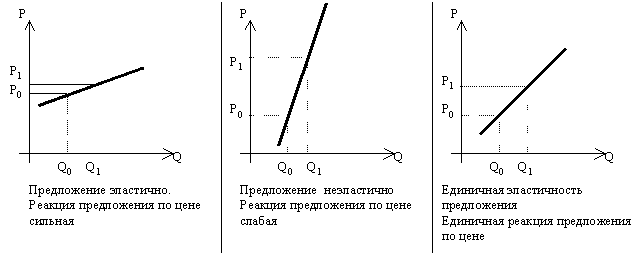 P
P1
P0
Q0
Q1
Q
Предложение эластично.
Реакция предложения по цене
сильная
P
P1
P0
Q0
Q1
Q
Предложение неэластично
Реакция предложения по цене
слабая
P
P1
P0
Q0
Q1
Q
Единичная эластичность
предложения
Единичная реакция предложения
по цене